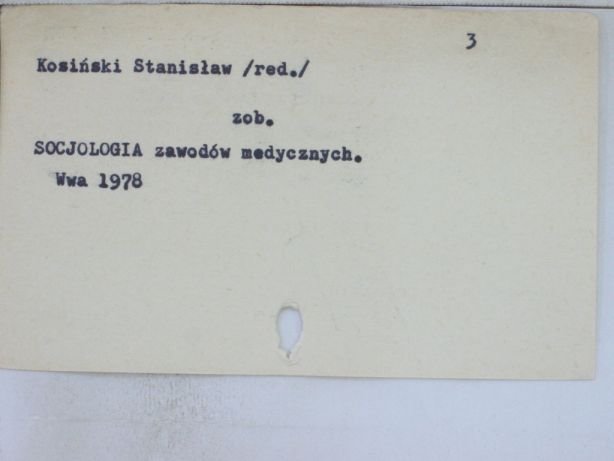 3
Kosiński Stanisław /red./
zob.
SOCJOLOGIA zawodów medycznych.
Wwa 1978